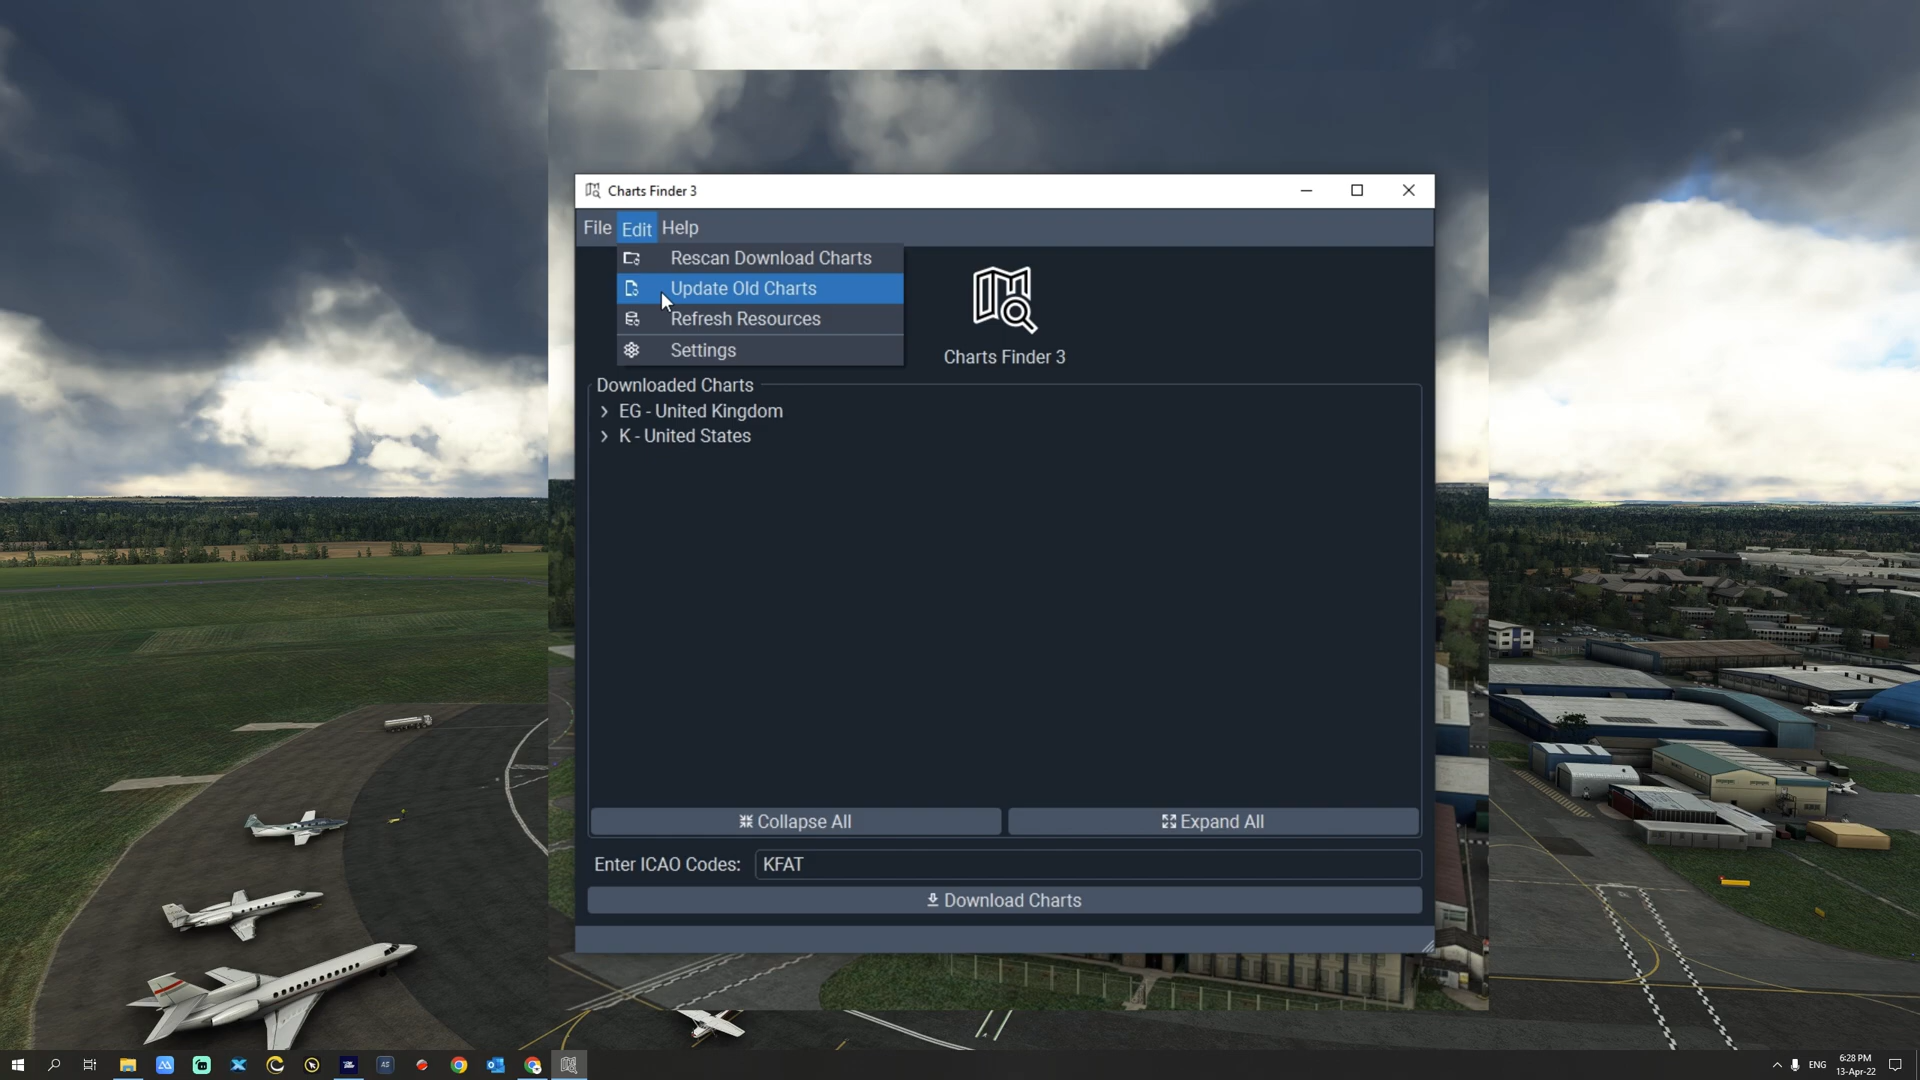 Charts Finder 3
File Edit Help
Rescan Download Charts
Update Old Charts
Refresh Resources
Settings
Charts Finder 3
Downloaded Charts
EG - United Kingdom
K - United States
Collapse All
Expand All
Enter ICAO Codes: KFAT
Download Charts
AS
ENG
6:28 PM
13-Apr-22